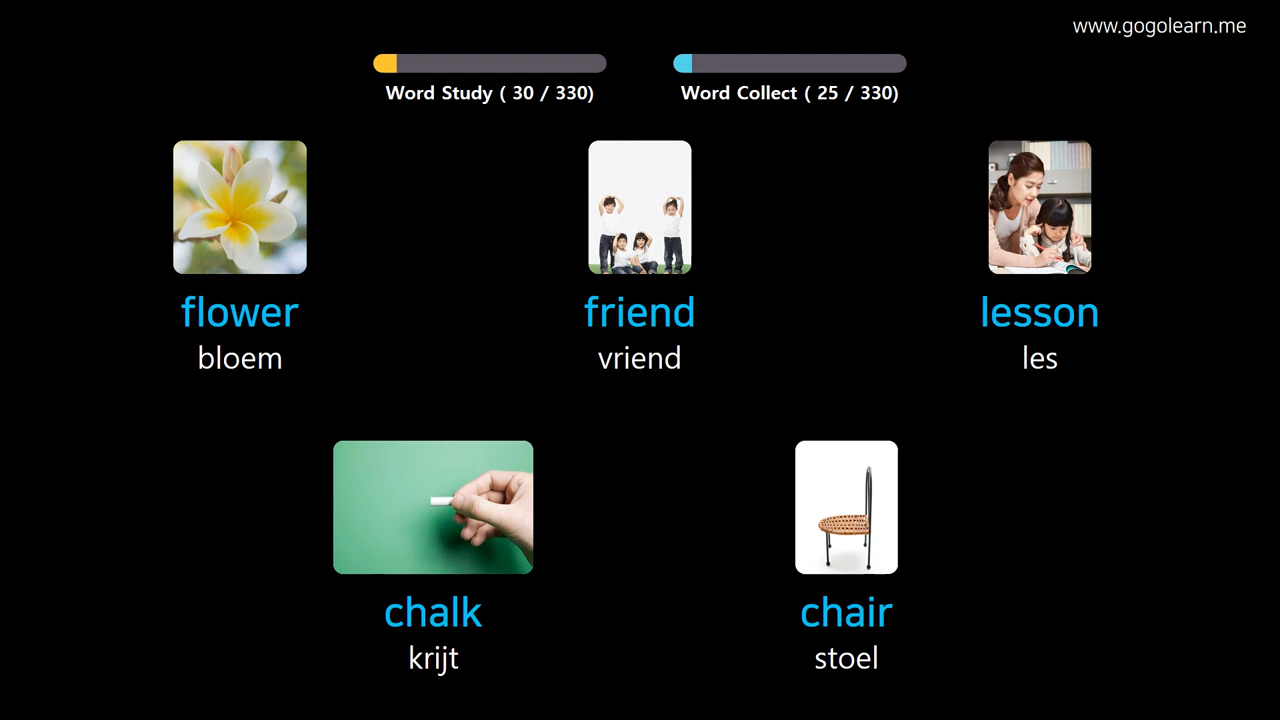 www.gogolearn.me
Word Study ( 30 / 330)
Word Collect ( 25 / 330)
flower
bloem
friend
vriend
lesson
les
chalk
krijt
chair
stoel